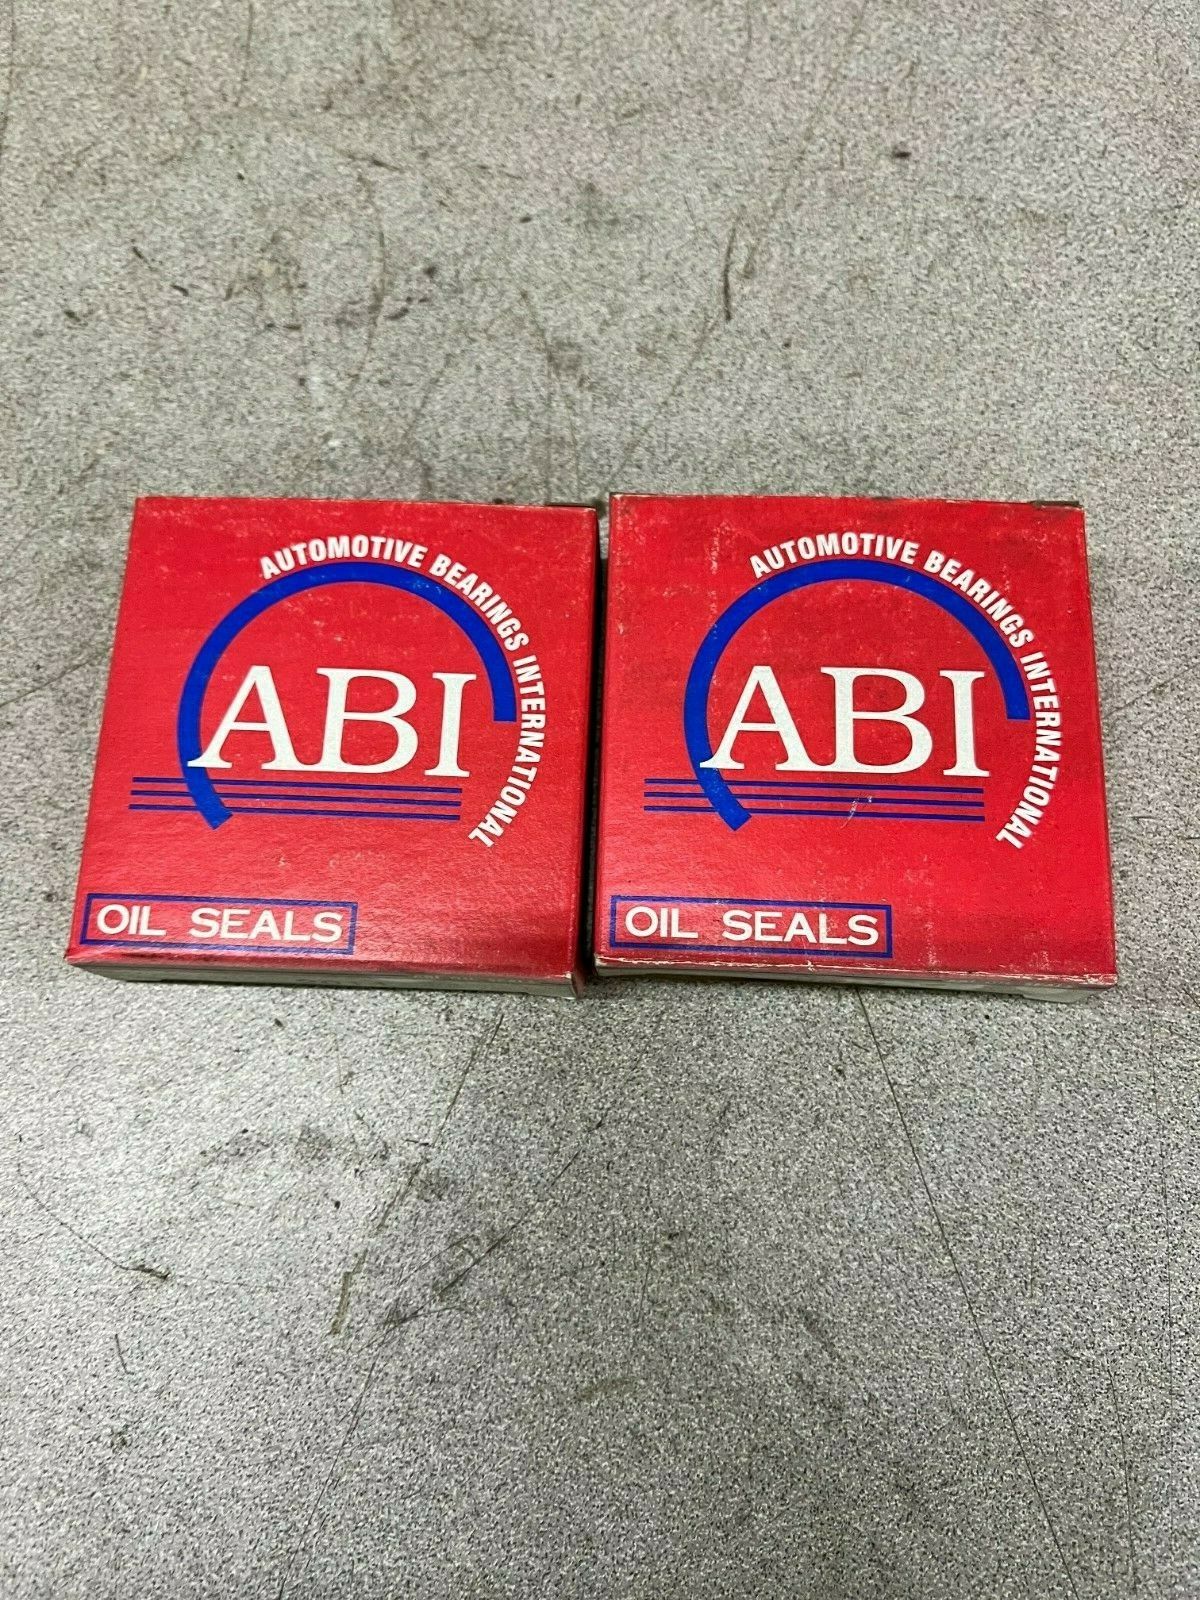 AUTOMOTIVE BEARINGS INTERNATIONAL
ABI
OIL SEALS
AUTOMOTIVE BEARINGS INTERNATIONAL
ABI
OIL SEALS